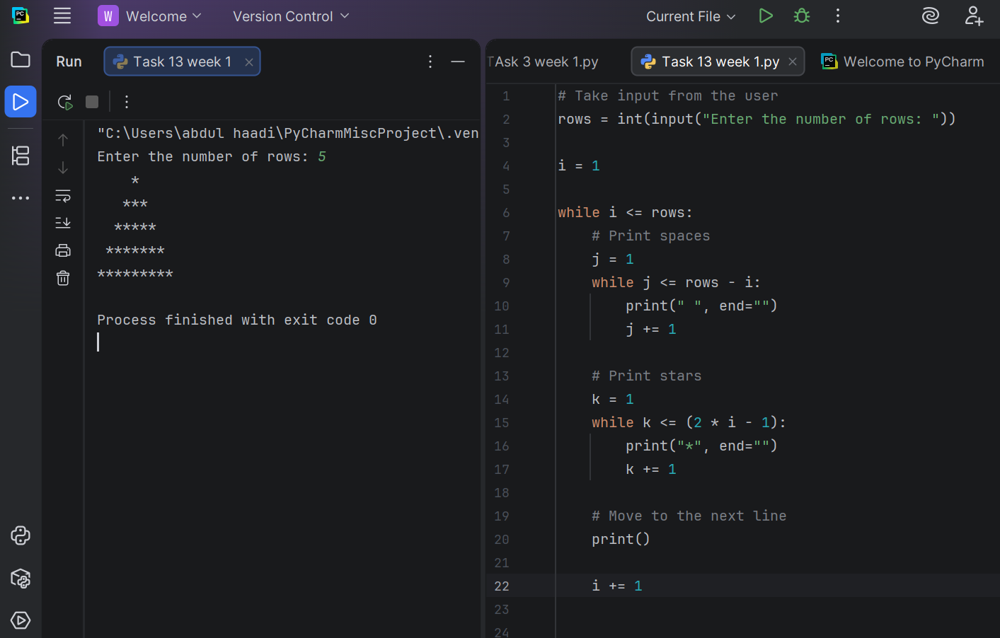 PC
W Welcome Version Control Current File
Run Task 13 week 1
TAsk 3 week 1.py Task 13 week 1.py Welcome to PyCharm
"C:\Users\abdul haadi\PyCharmMiscProject\.ven
Enter the number of rows: 5
    *
   ***
  *****
 *******
*********
Process finished with exit code 0
1 # Take input from the user
2 rows = int(input("Enter the number of rows: "))
3
4 i = 1
5
6 while i <= rows:
7     # Print spaces
8     j = 1
9     while j <= rows - i:
10         print(" ", end="")
11         j += 1
12
13     # Print stars
14     k = 1
15     while k <= (2 * i - 1):
16         print("*", end="")
17         k += 1
18
19     # Move to the next line
20     print()
21
22     i += 1
23
24